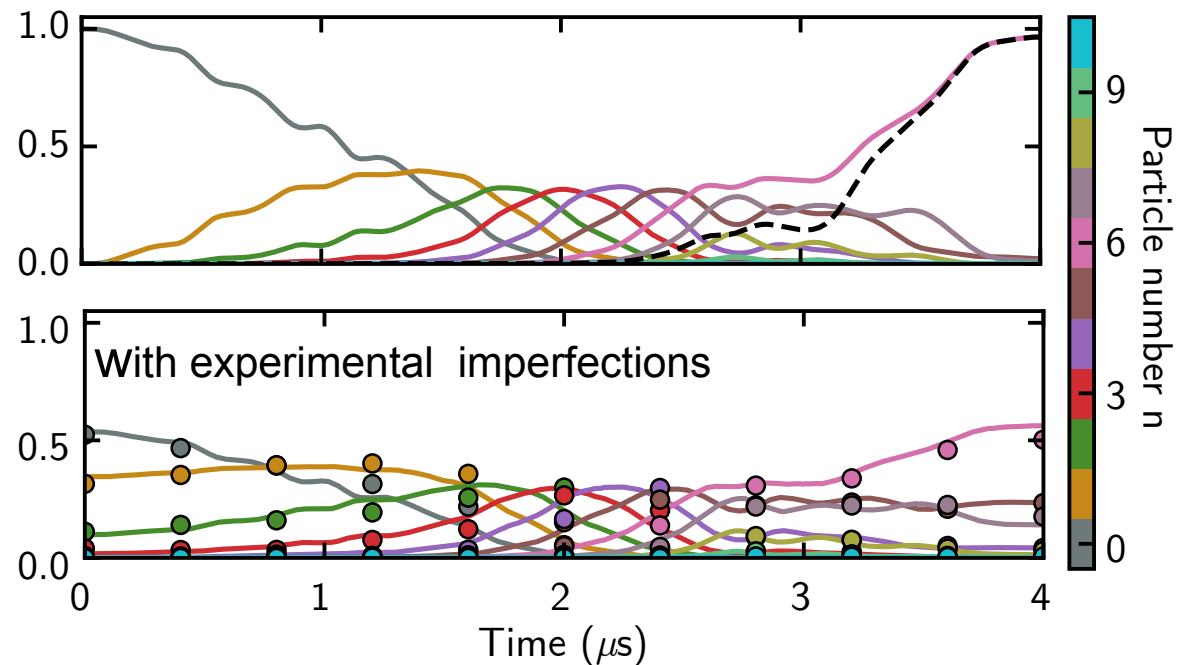 1.0
0.5
0.0
With experimental imperfections
1.0
0.5
0.0
0 1 2 3 4
Time (μs)
9
6
3
0
Particle number n